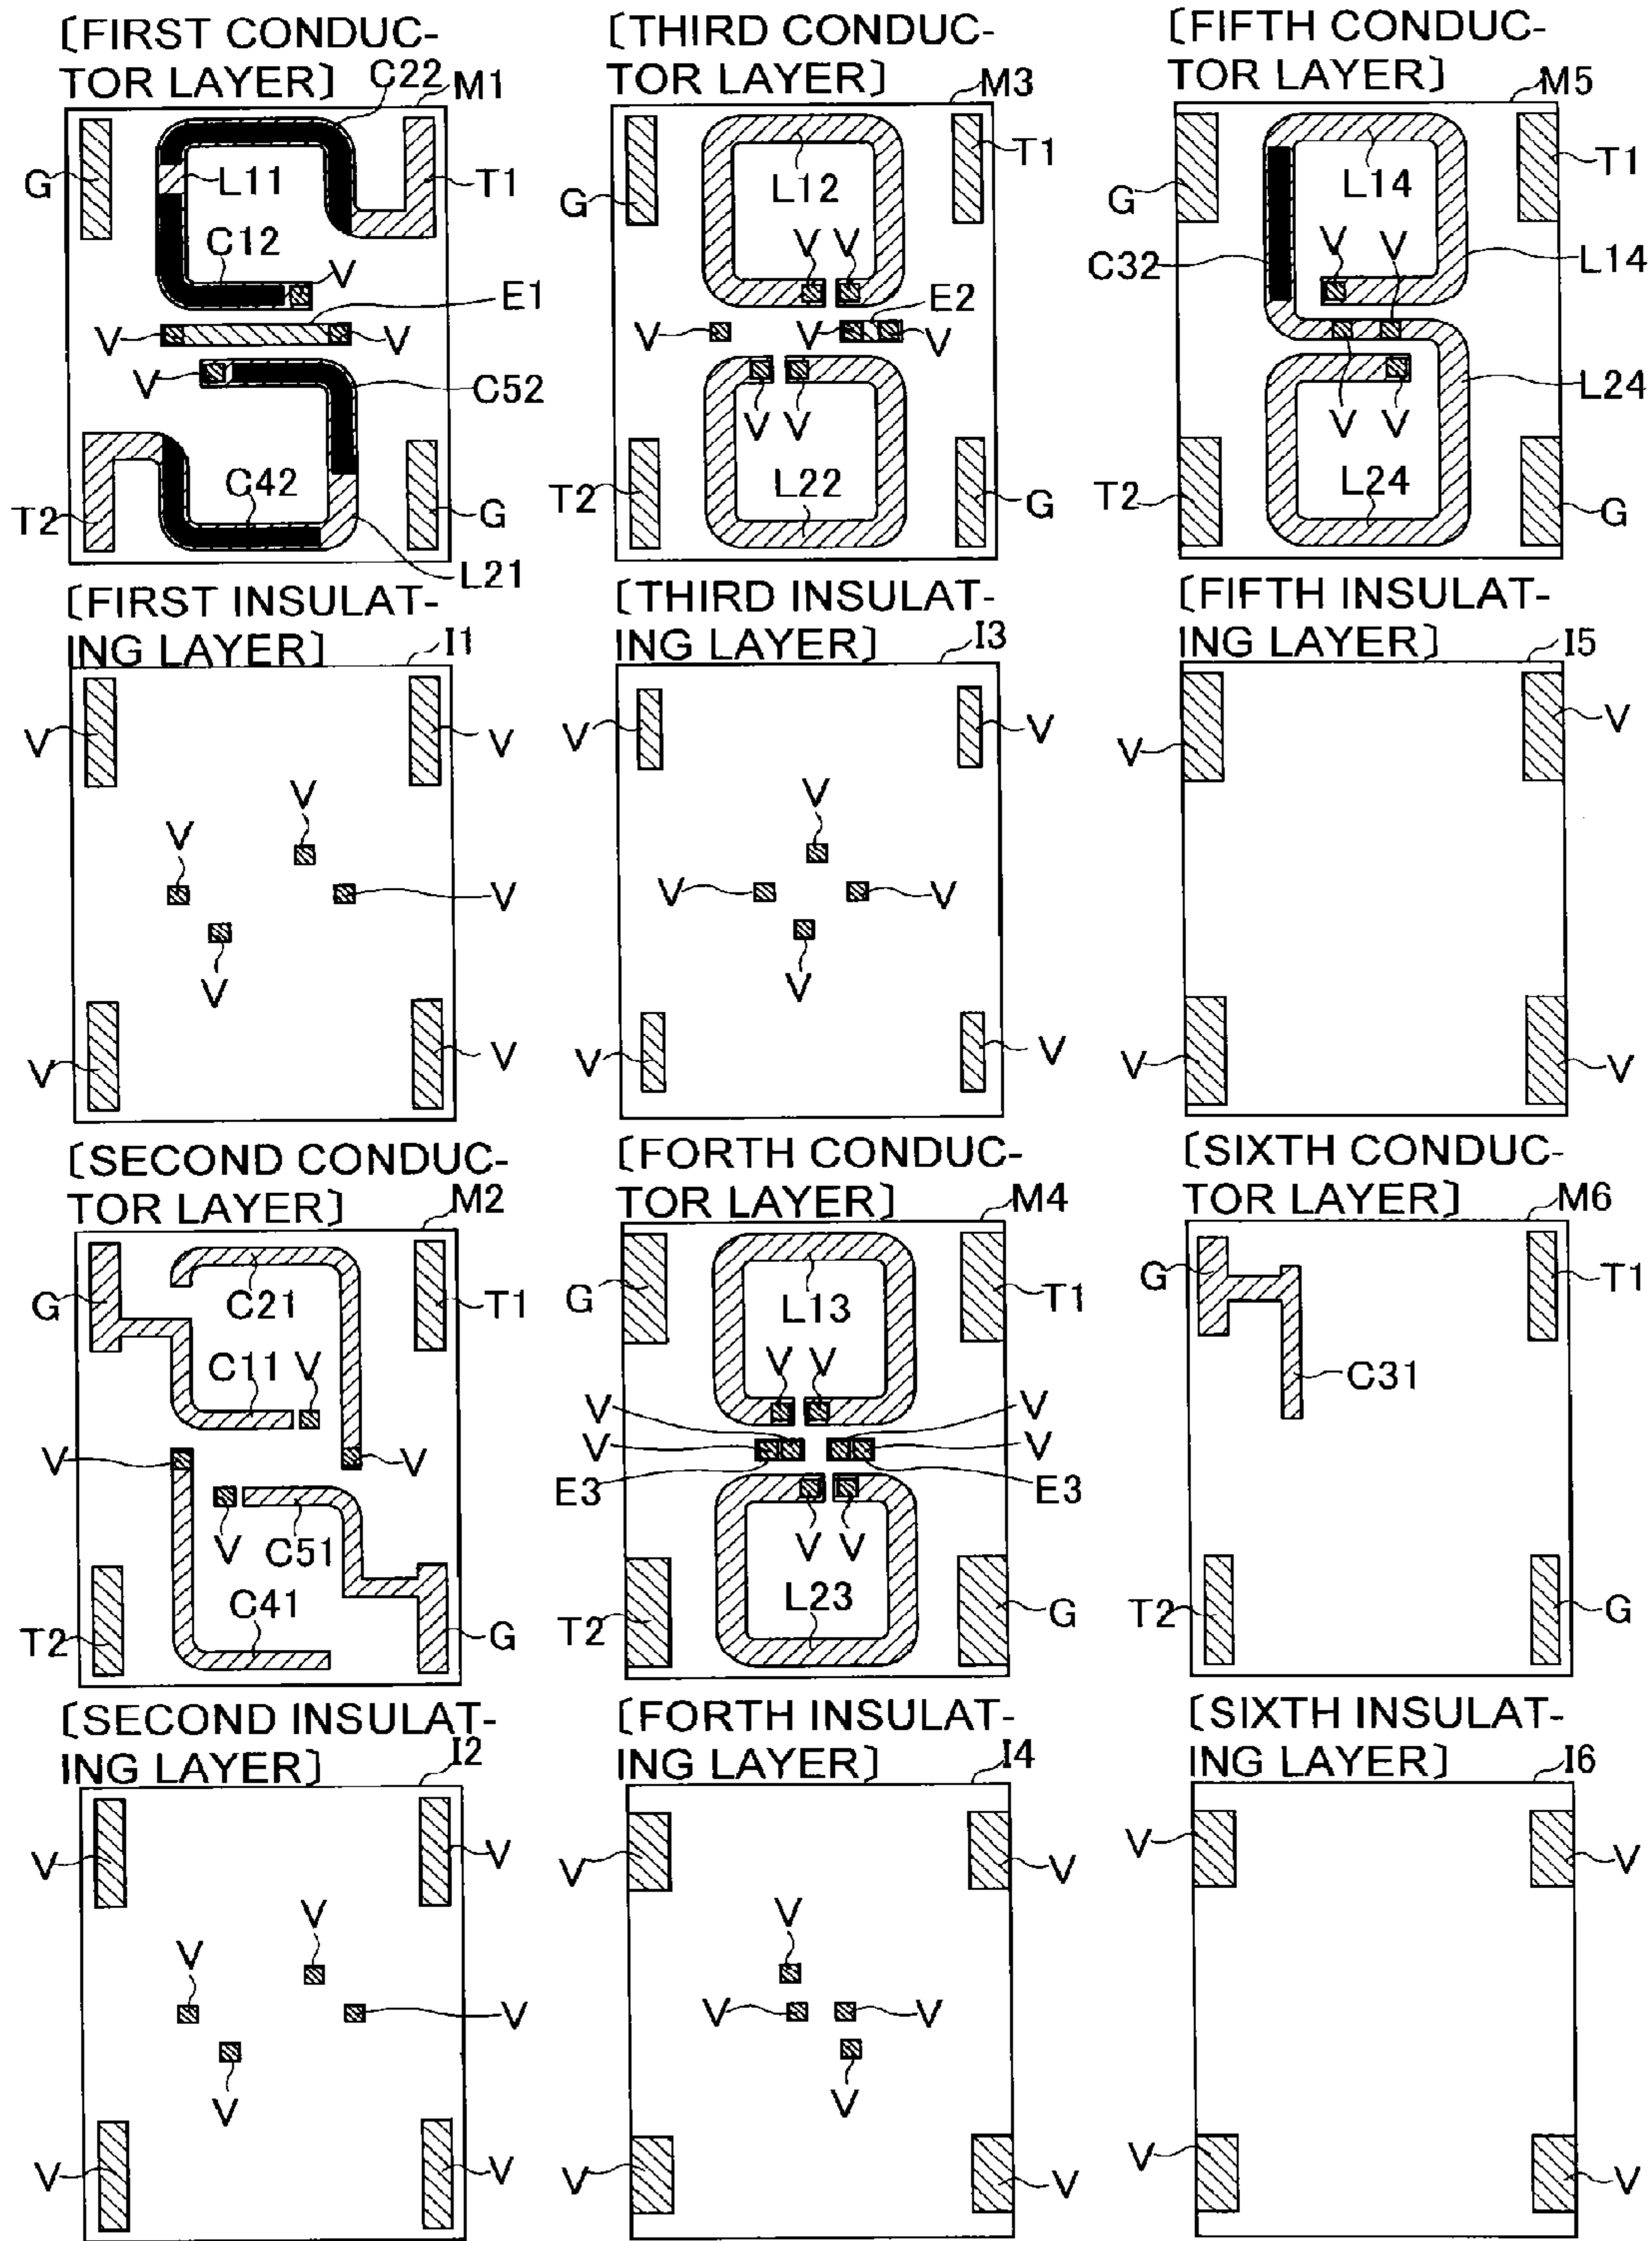 〔FIRST CONDUC-
TOR LAYER〕
C22
M1
G
L11
T1
C12
V
E1
V
V
V
C52
C42
T2
G
L21
〔FIRST INSULAT-
ING LAYER〕
I1
V
V
V
V
V
V
V
V
〔SECOND CONDUC-
TOR LAYER〕
M2
G
C21
T1
C11
V
V
V
V
C51
C41
T2
G
〔SECOND INSULAT-
ING LAYER〕
I2
V
V
V
V
V
V
V
V
〔THIRD CONDUC-
TOR LAYER〕
M3
T1
L12
G
V
V
E2
V
V
V
V
V
L22
T2
G
〔THIRD INSULAT-
ING LAYER〕
I3
V
V
V
V
V
V
V
V
〔FORTH CONDUC-
TOR LAYER〕
M4
G
T1
L13
V
V
V
V
V
V
E3
E3
V
V
L23
T2
G
〔FORTH INSULAT-
ING LAYER〕
I4
V
V
V
V
V
V
V
V
〔FIFTH CONDUC-
TOR LAYER〕
M5
T1
G
L14
V
V
C32
L14
L24
V
V
L24
T2
G
〔FIFTH INSULAT-
ING LAYER〕
I5
V
V
V
V
〔SIXTH CONDUC-
TOR LAYER〕
M6
G
T1
C31
T2
G
〔SIXTH INSULAT-
ING LAYER〕
I6
V
V
V
V